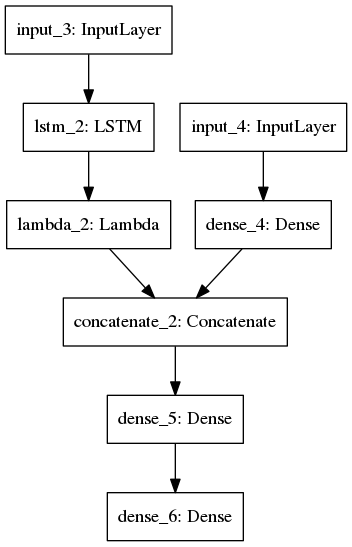 input_3: InputLayer
lstm_2: LSTM
input_4: InputLayer
lambda_2: Lambda
dense_4: Dense
concatenate_2: Concatenate
dense_5: Dense
dense_6: Dense